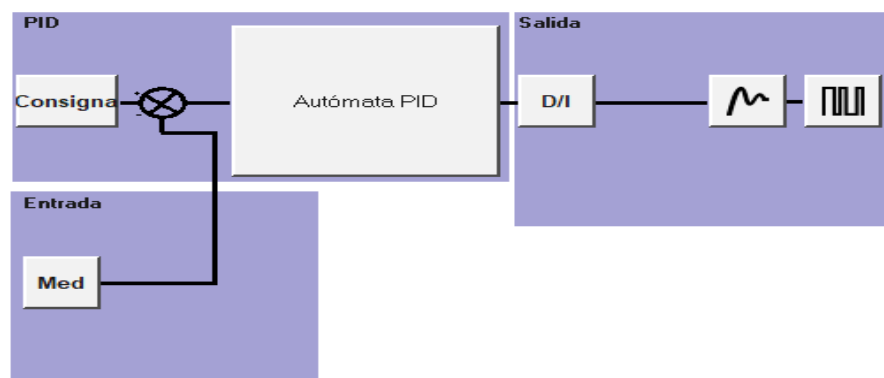 PID
Salida
Consigna
+
-
Autómata PID
D/I
Entrada
Med